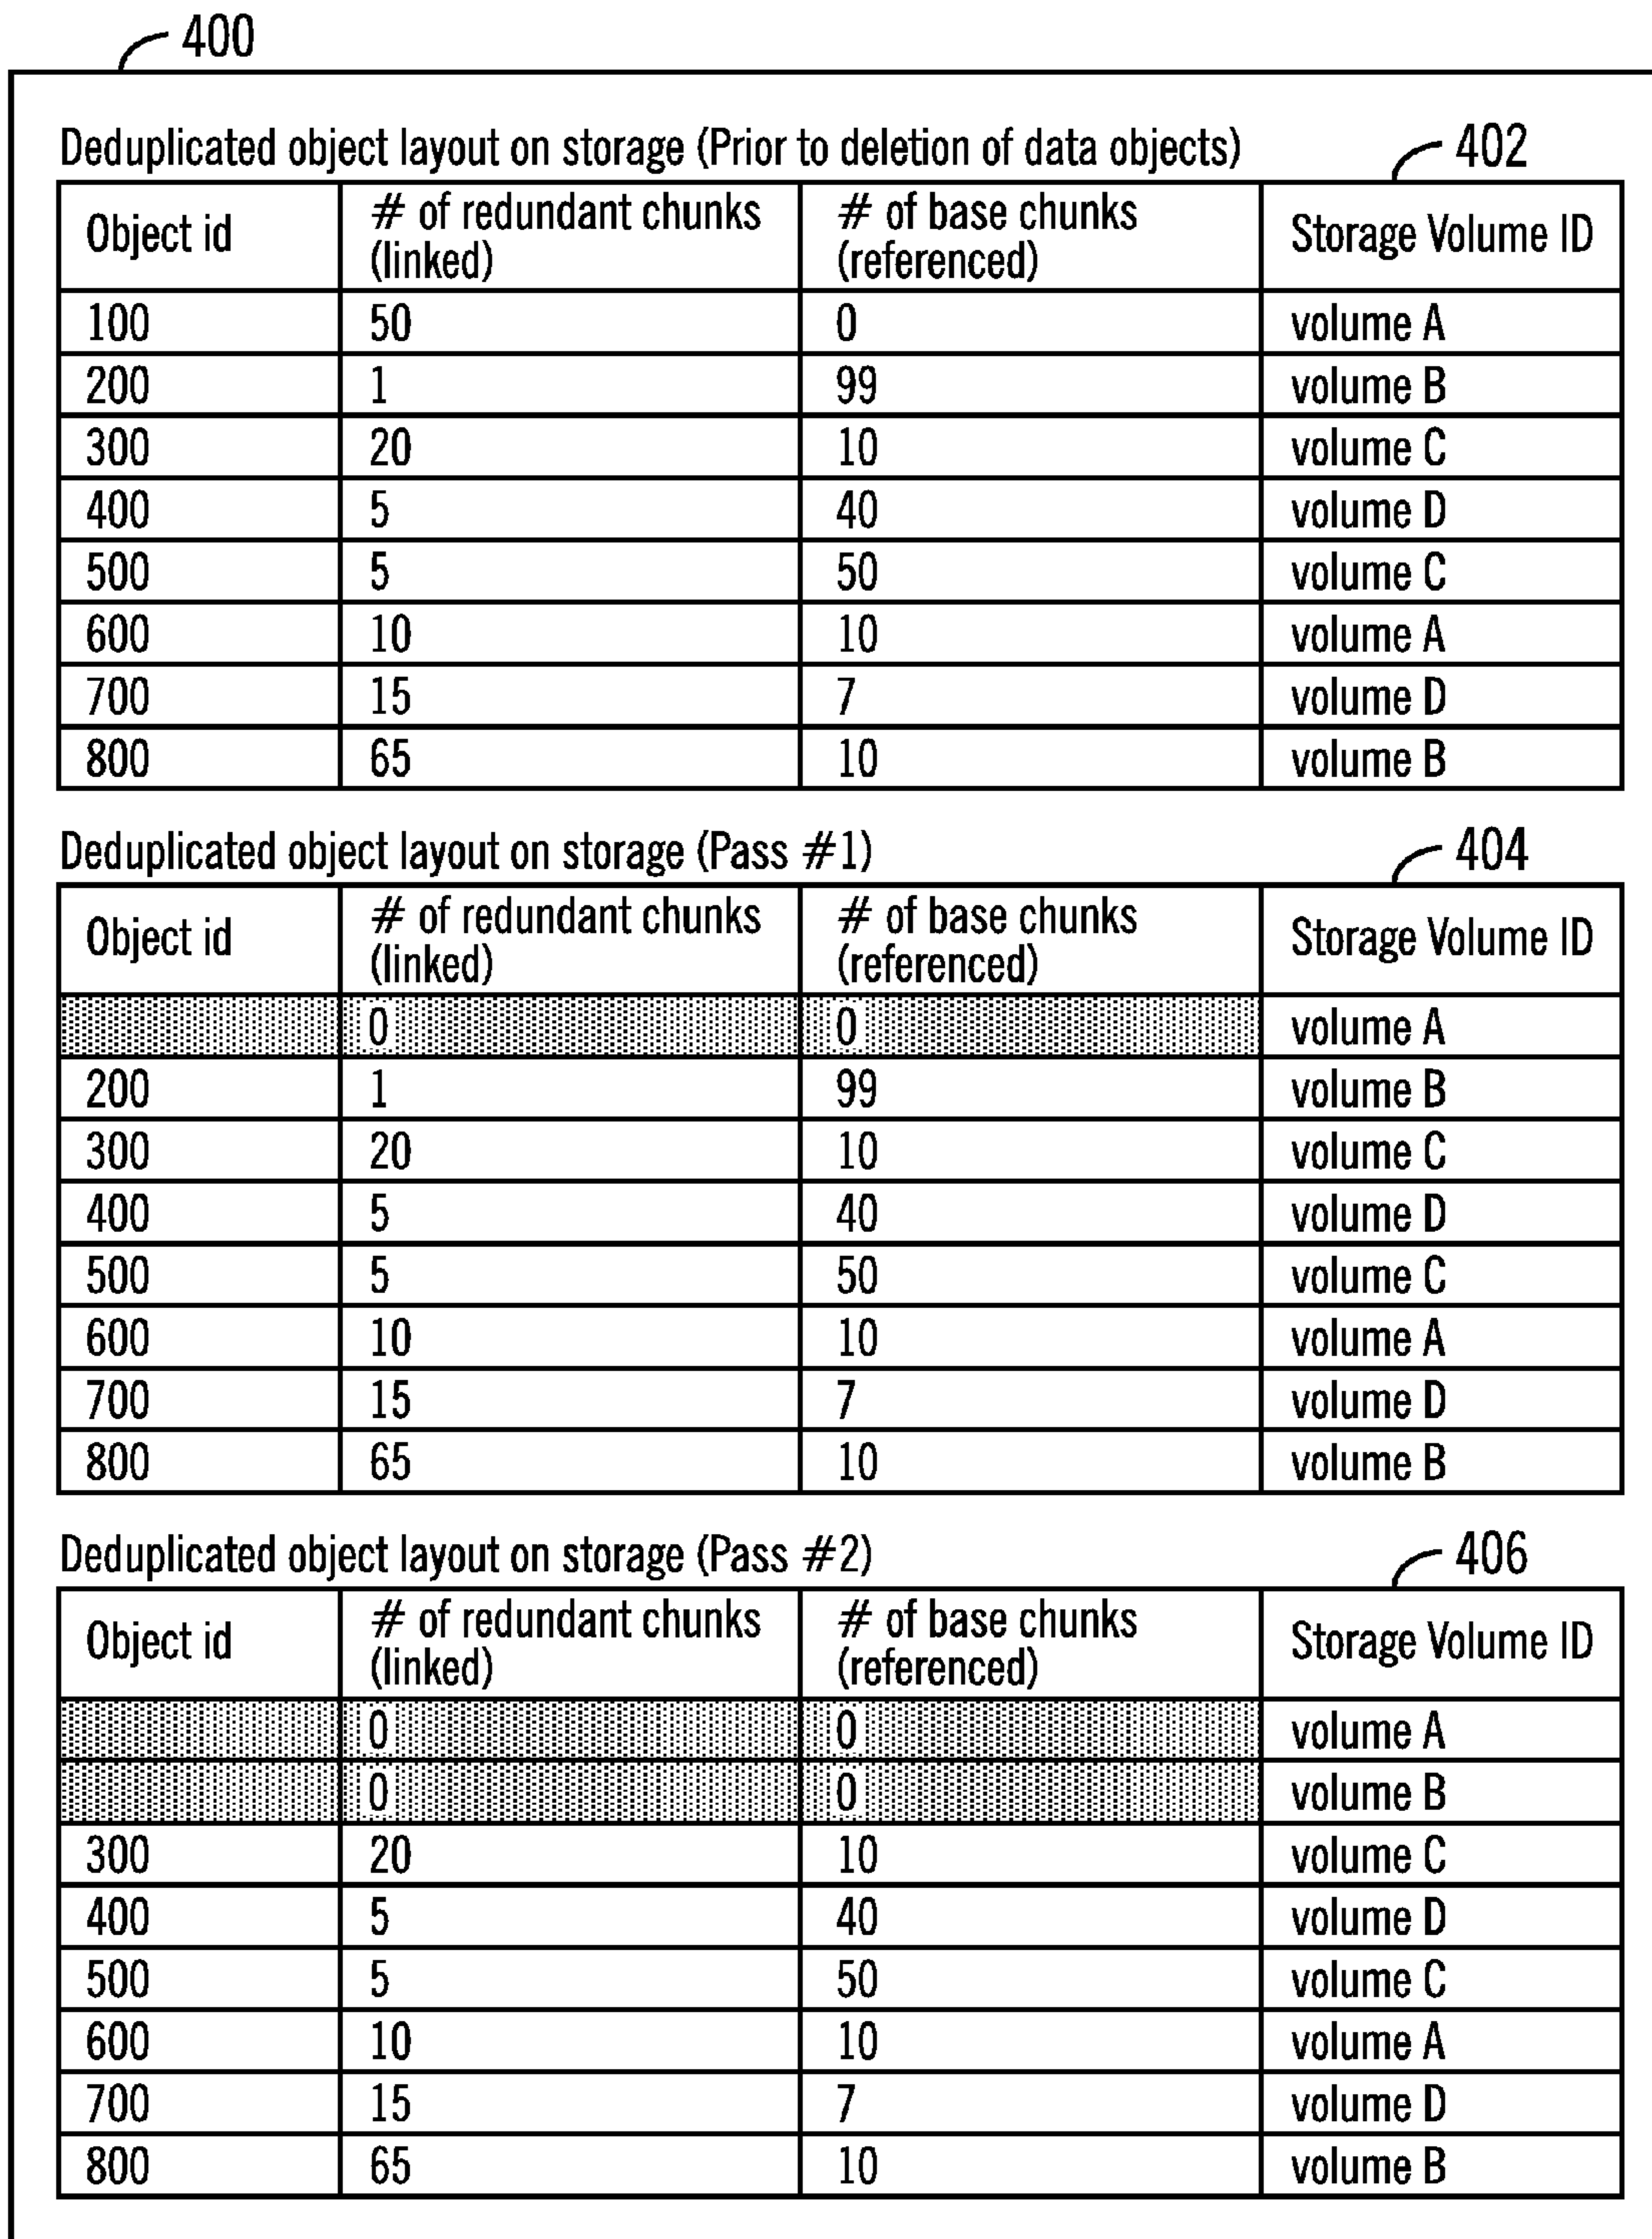 400
Deduplicated object layout on storage (Prior to deletion of data objects)
402
Object id # of redundant chunks (linked) # of base chunks (referenced) Storage Volume ID
100 50 0 volume A
200 1 99 volume B
300 20 10 volume C
400 5 40 volume D
500 5 50 volume C
600 10 10 volume A
700 15 7 volume D
800 65 10 volume B
Deduplicated object layout on storage (Pass #1)
404
Object id # of redundant chunks (linked) # of base chunks (referenced) Storage Volume ID
0 0 volume A
200 1 99 volume B
300 20 10 volume C
400 5 40 volume D
500 5 50 volume C
600 10 10 volume A
700 15 7 volume D
800 65 10 volume B
Deduplicated object layout on storage (Pass #2)
406
Object id # of redundant chunks (linked) # of base chunks (referenced) Storage Volume ID
0 0 volume A
0 0 volume B
300 20 10 volume C
400 5 40 volume D
500 5 50 volume C
600 10 10 volume A
700 15 7 volume D
800 65 10 volume B